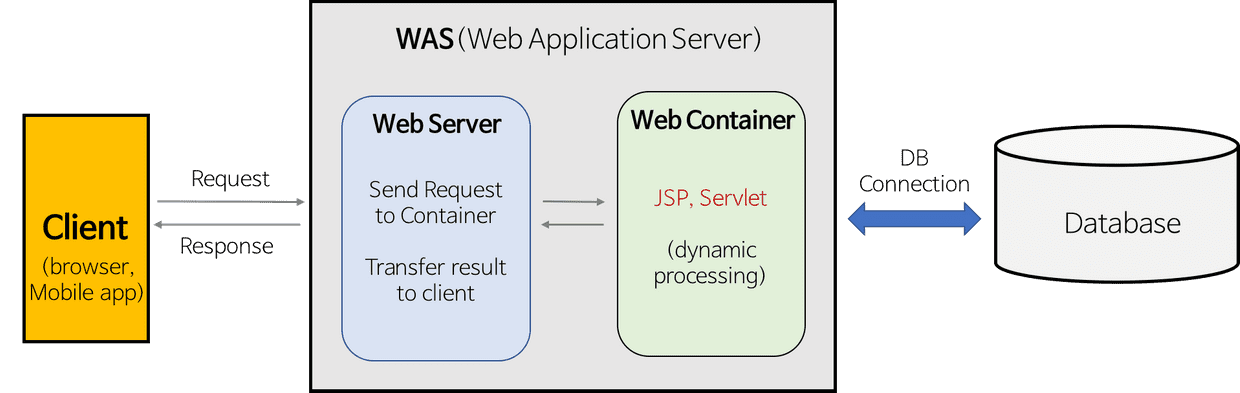 WAS (Web Application Server)
Client
(browser,
Mobile app)
Request
Response
Web Server
Send Request
to Container
Transfer result
to client
Web Container
JSP, Servlet
(dynamic
processing)
DB
Connection
Database